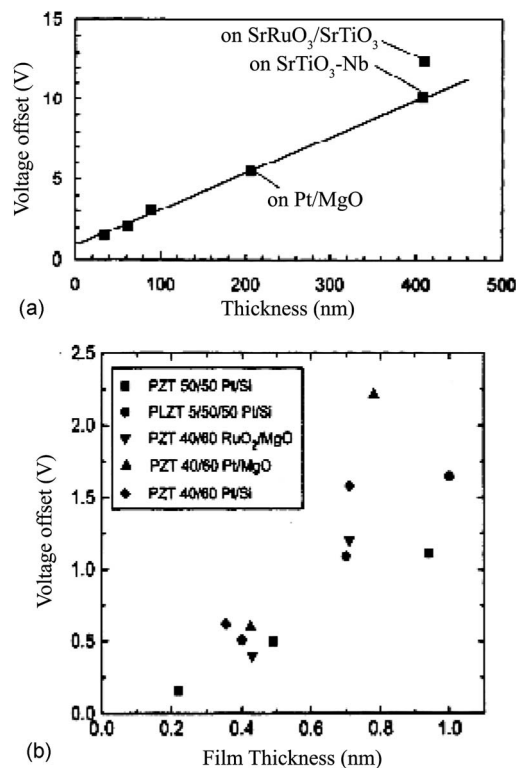 (a)
15
10
5
0
Voltage offset (V)
on SrRuO3/SrTiO3
on SrTiO3-Nb
on Pt/MgO
0 100 200 300 400 500
Thickness (nm)
(b)
2.5
2.0
1.5
1.0
0.5
0.0
Voltage offset (V)
PZT 50/50 Pt/Si
PLZT 5/50/50 Pt/Si
PZT 40/60 RuO2/MgO
PZT 40/60 Pt/MgO
PZT 40/60 Pt/Si
0.0 0.2 0.4 0.6 0.8 1.0
Film Thickness (nm)